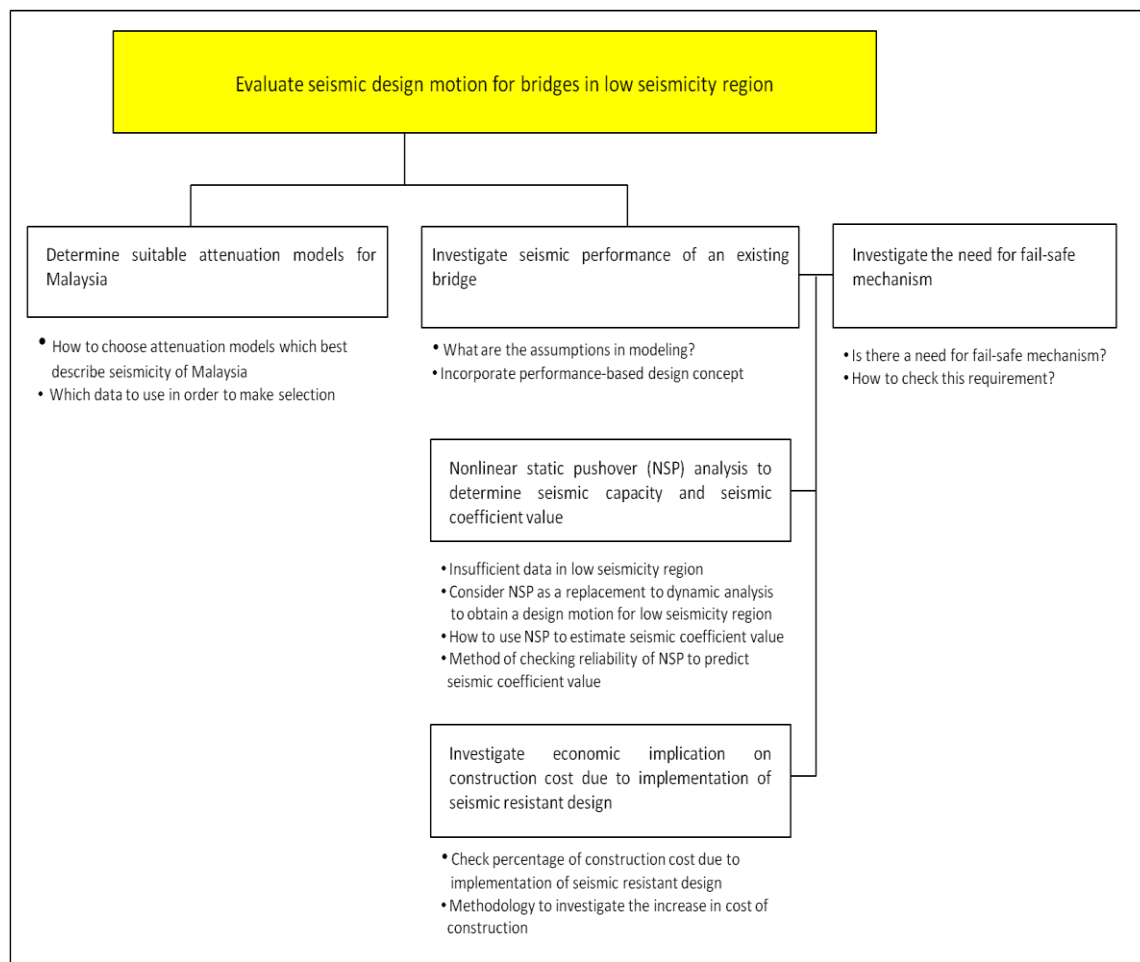 Evaluate seismic design motion for bridges in low seismicity region
Determine suitable attenuation models for
Malaysia
• How to choose attenuation models which best
describe seismicity of Malaysia
• Which data to use in order to make selection
Investigate seismic performance of an existing
bridge
• What are the assumptions in modeling?
• Incorporate performance-based design concept
Investigate the need for fail-safe
mechanism
• Is there a need for fail-safe mechanism?
• How to check this requirement?
Nonlinear static pushover (NSP) analysis to
determine seismic capacity and seismic
coefficient value
• Insufficient data in low seismicity region
• Consider NSP as a replacement to dynamic analysis
to obtain a design motion for low seismicity region
• How to use NSP to estimate seismic coefficient value
• Method of checking reliability of NSP to predict
seismic coefficient value
Investigate economic implication on
construction cost due to implementation of
seismic resistant design
• Check percentage of construction cost due to
implementation of seismic resistant design
• Methodology to investigate the increase in cost of
construction